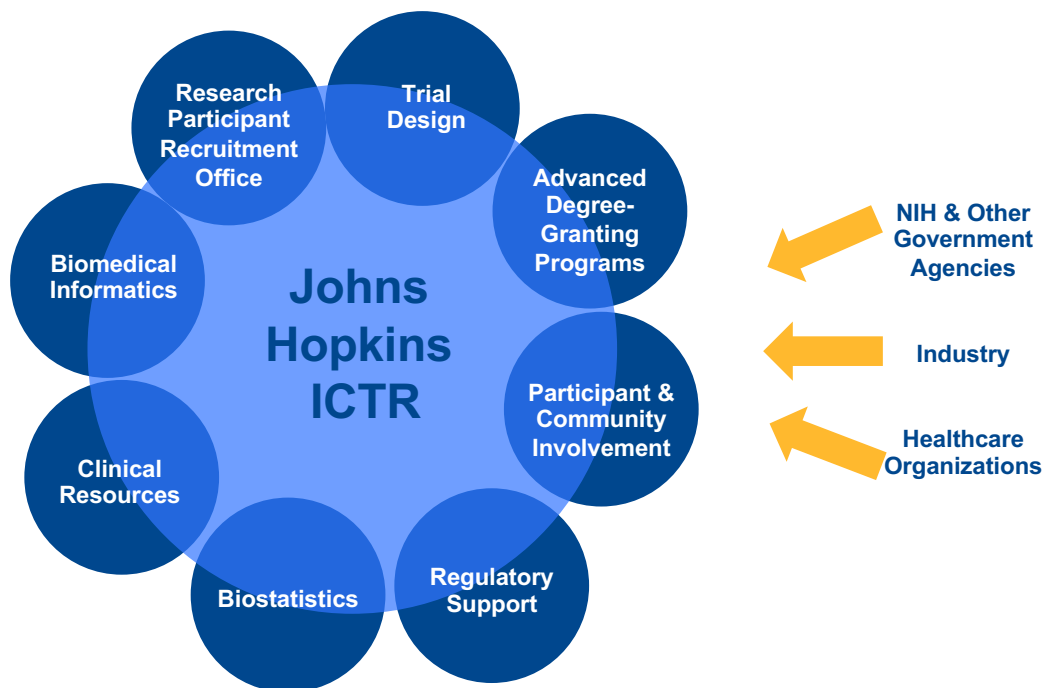 Research
Participant
Recruitment
Office
Trial
Design
Advanced
Degree-
Granting
Programs
Biomedical
Informatics
Johns
Hopkins
ICTR
Participant &
Community
Involvement
Clinical
Resources
Biostatistics
Regulatory
Support
NIH & Other
Government
Agencies
Industry
Healthcare
Organizations